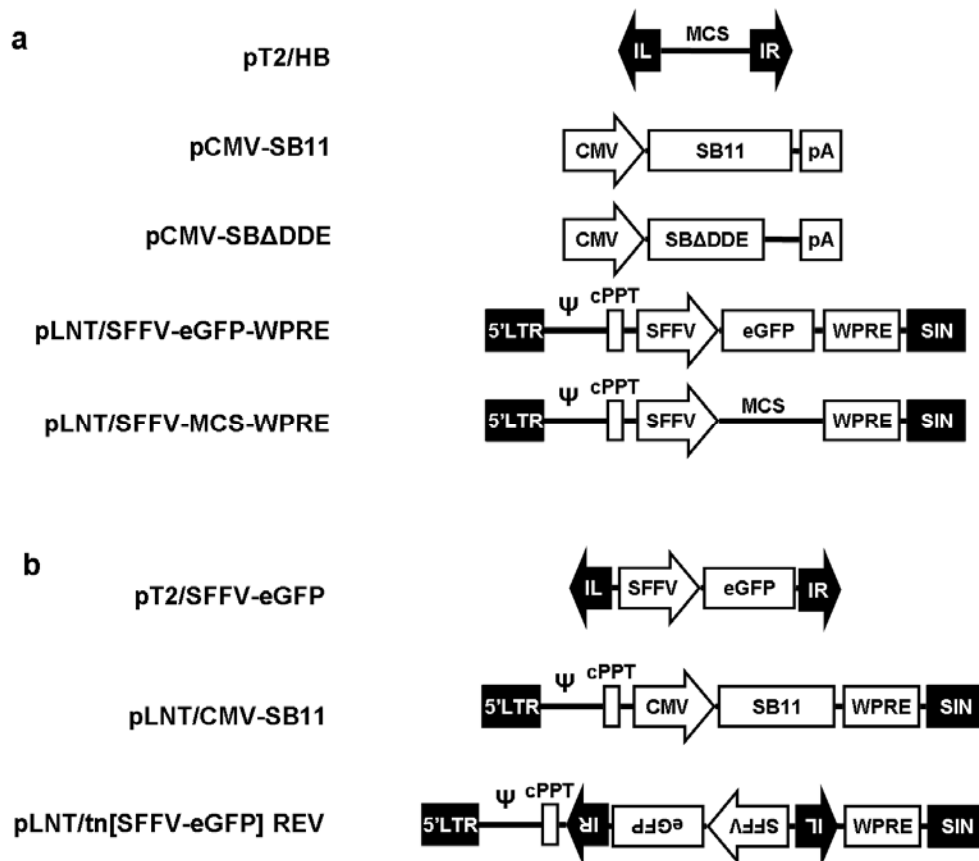 a
MCS
pT2/HB IL IR
pCMV-SB11 CMV SB11 pA
pCMV-SBΔDDE CMV SBΔDDE pA
Ψ cPPT
pLNT/SFFV-eGFP-WPRE 5'LTR SFFV eGFP WPRE SIN
Ψ cPPT MCS
pLNT/SFFV-MCS-WPRE 5'LTR SFFV WPRE SIN
b
pT2/SFFV-eGFP IL SFFV eGFP IR
Ψ cPPT
pLNT/CMV-SB11 5'LTR CMV SB11 WPRE SIN
Ψ cPPT
pLNT/tn[SFFV-eGFP] REV 5'LTR IR eGFP SFFV IL WPRE SIN